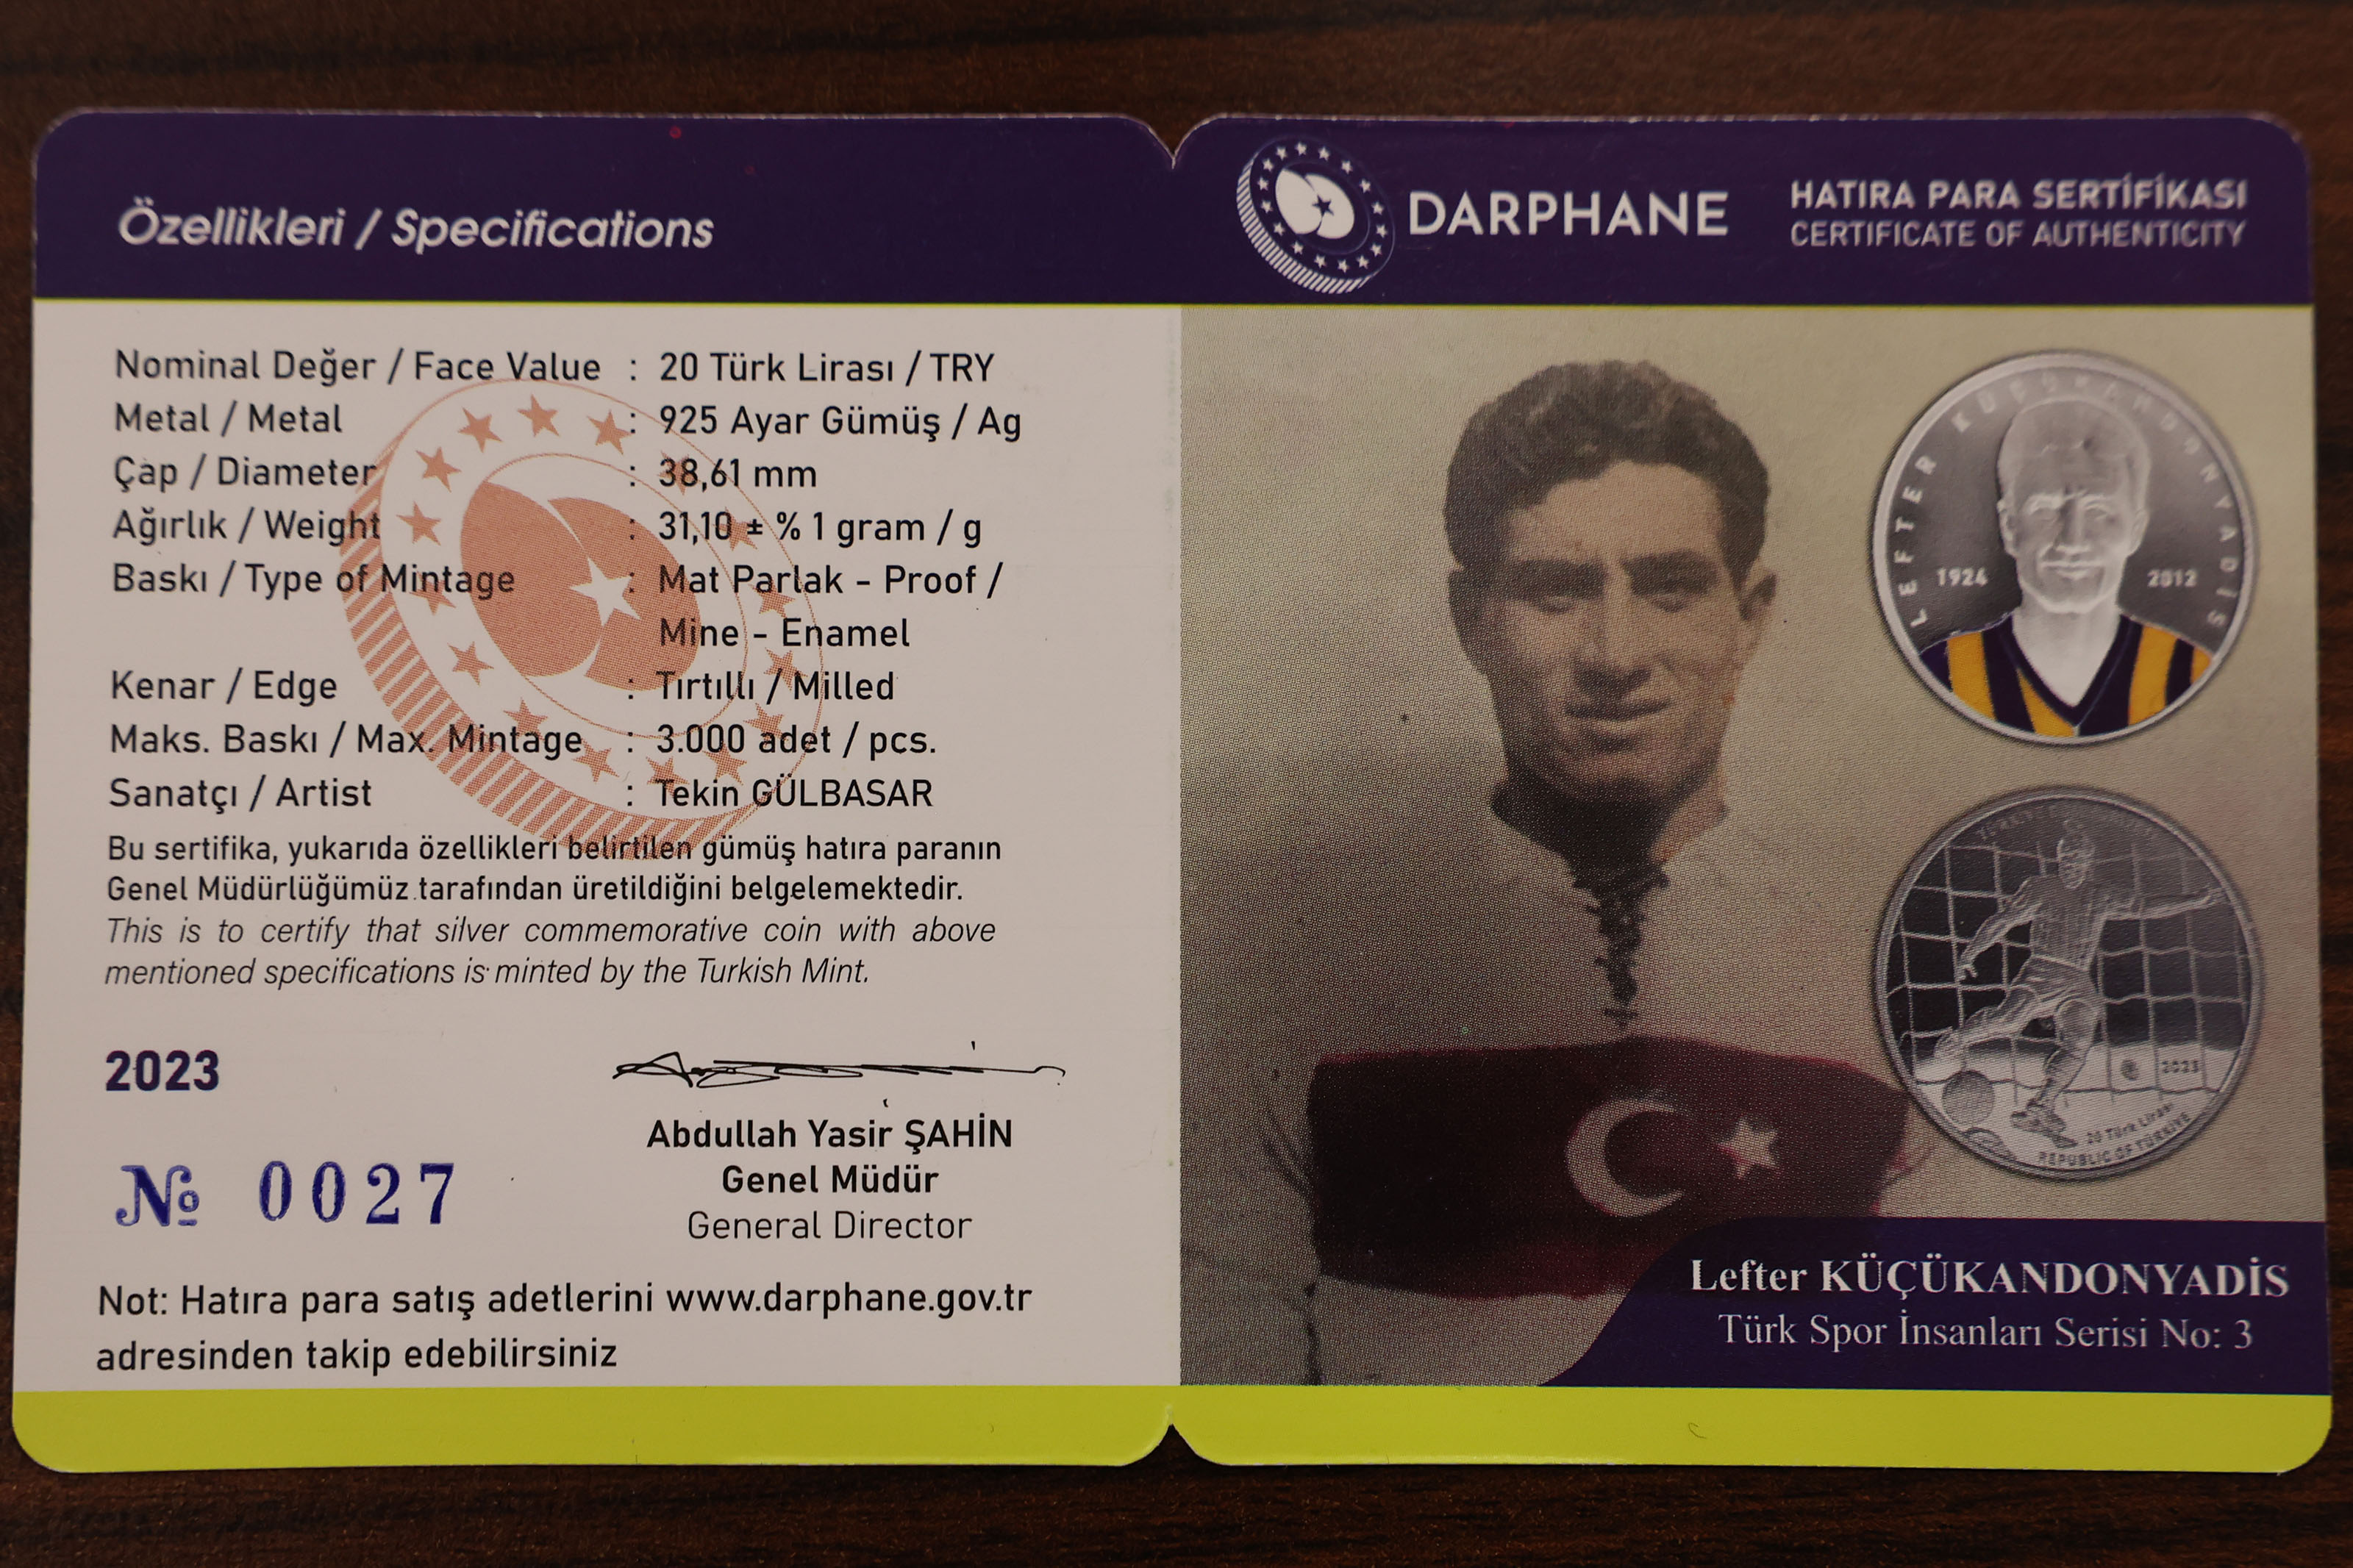 Özellikleri / Specifications
Nominal Değer / Face Value : 20 Türk Lirası / TRY
Metal / Metal : 925 Ayar Gümüş / Ag
Çap / Diameter : 38,61 mm
Ağırlık / Weight : 31,10 ± % 1 gram / g
Baskı / Type of Mintage : Mat Parlak - Proof /
Mine - Enamel
Kenar / Edge : Tırtıllı / Milled
Maks. Baskı / Max. Mintage : 3.000 adet / pcs.
Sanatçı / Artist : Tekin GÜLBASAR
Bu sertifika, yukarıda özellikleri belirtilen gümüş hatıra paranın
Genel Müdürlüğümüz tarafından üretildiğini belgelemektedir.
This is to certify that silver commemorative coin with above
mentioned specifications is minted by the Turkish Mint.
2023
Abdullah Yasir ŞAHİN
Genel Müdür
General Director
№ 0027
Not: Hatıra para satış adetlerini www.darphane.gov.tr
adresinden takip edebilirsiniz
DARPHANE
HATIRA PARA SERTİFİKASI
CERTIFICATE OF AUTHENTICITY
LEFTER KÜÇÜKANDONYADİS
1924 2012
2023
20 Türk Lirası
REPUBLIC OF TÜRKİYE
Lefter KÜÇÜKANDONYADİS
Türk Spor İnsanları Serisi No: 3